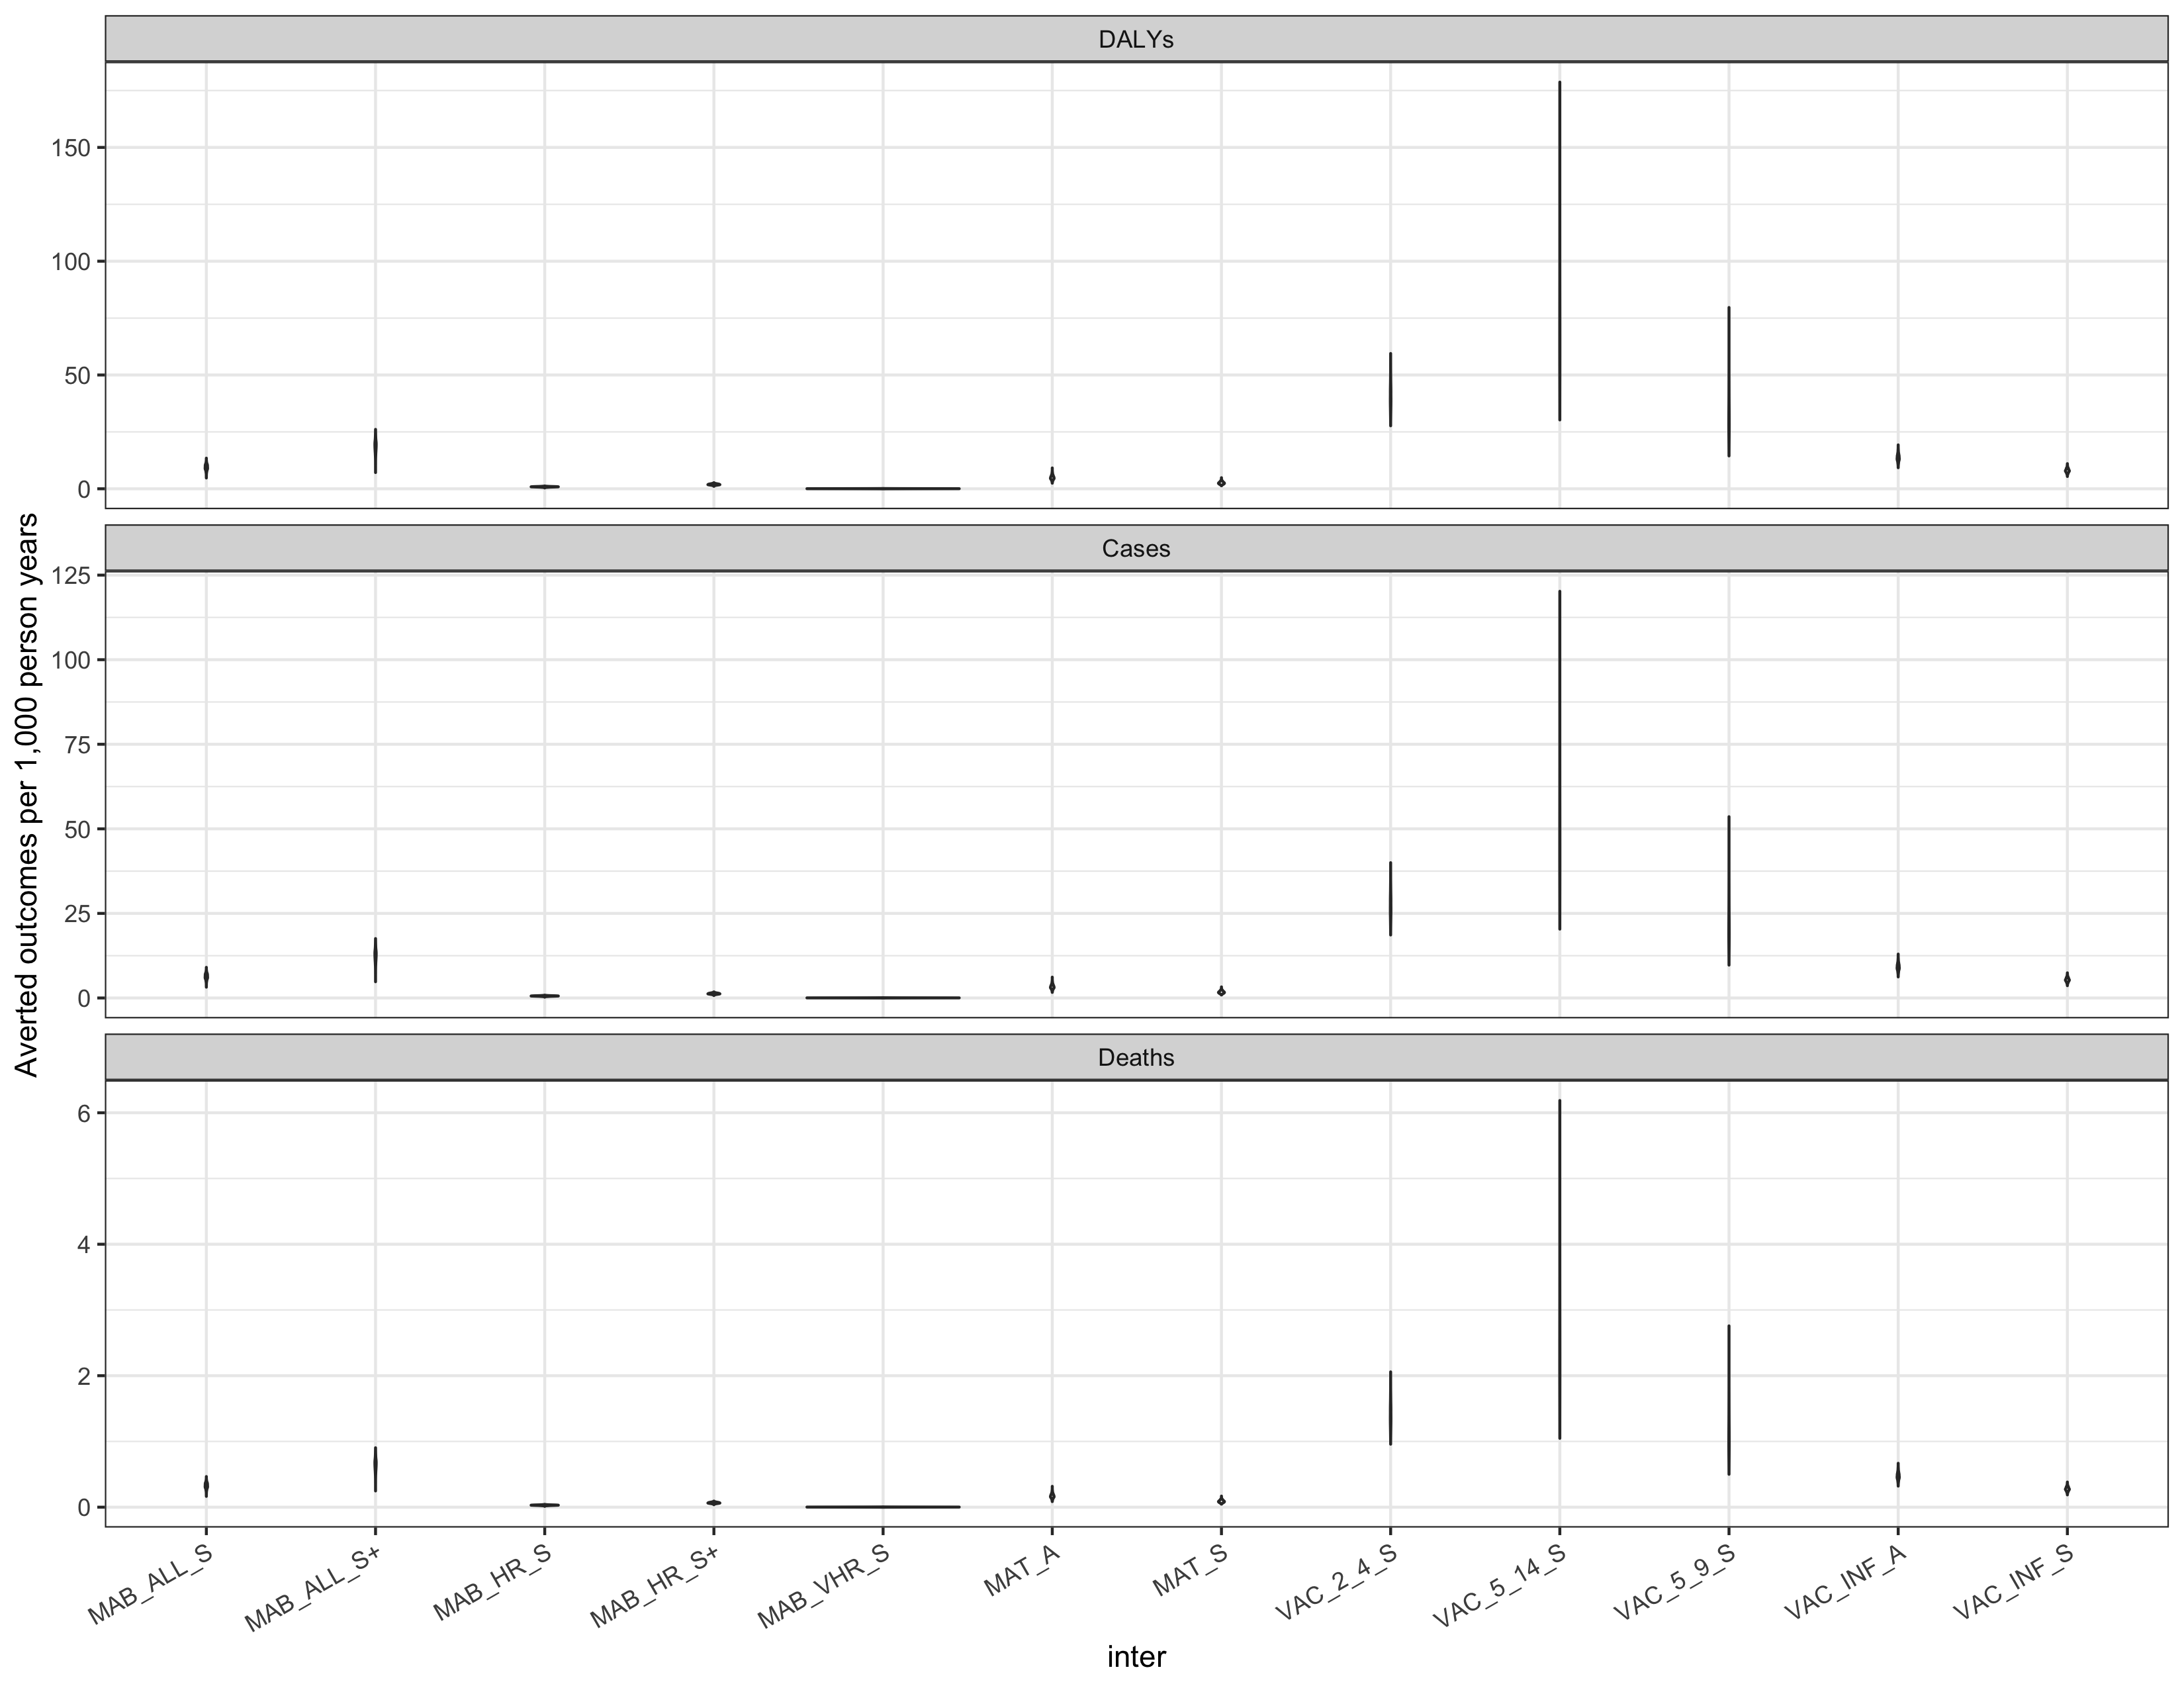 DALYs
150
100
50
0
Cases
125
100
75
50
25
0
Averted outcomes per 1,000 person years
Deaths
6
4
2
0
MAB_ALL_S
MAB_ALL_S+
MAB_HR_S
MAB_HR_S+
MAB_VHR_S
MAT_A
MAT_S
VAC_2_4_S
VAC_5_14_S
VAC_5_9_S
VAC_INF_A
VAC_INF_S
inter